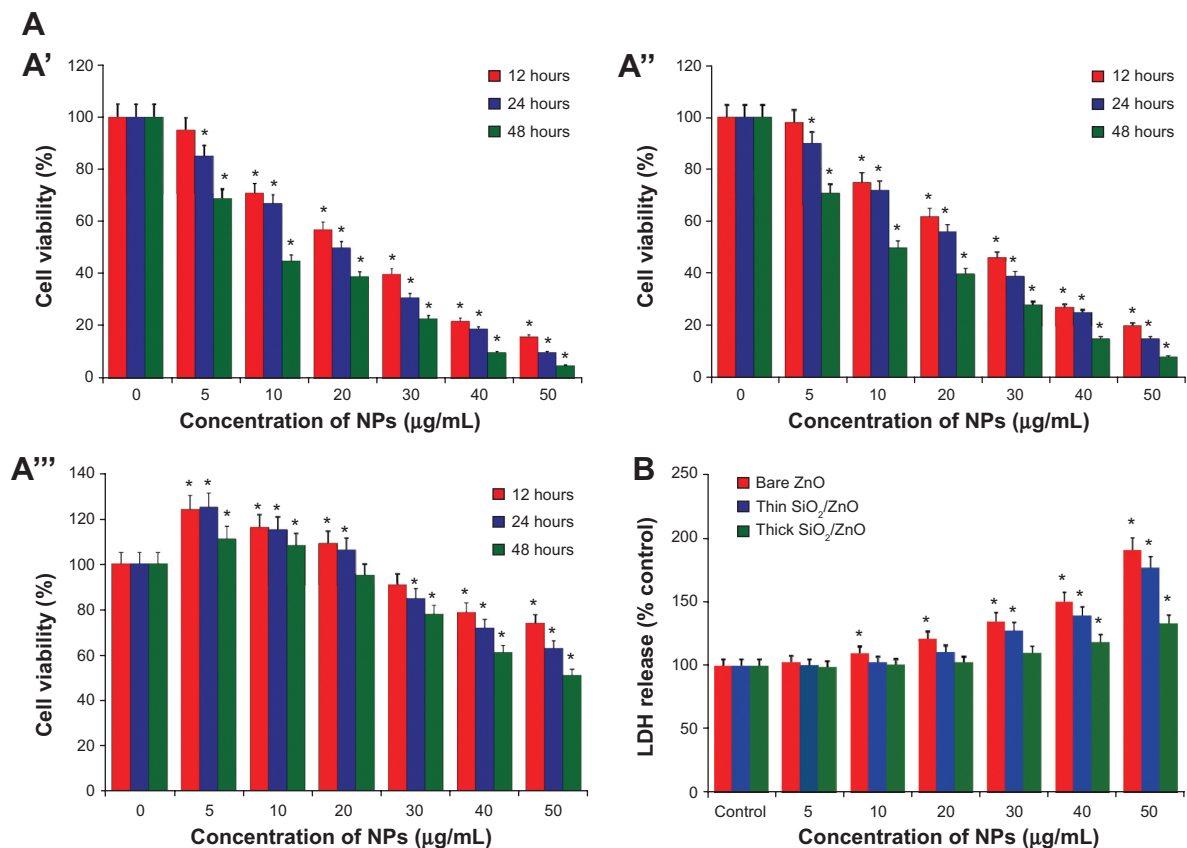 A
A'
120
100
80
60
40
20
0
Cell viability (%)
12 hours
24 hours
48 hours
* * * * * * * * * * * * * * * * *
0 5 10 20 30 40 50
Concentration of NPs (μg/mL)
A''
120
100
80
60
40
20
0
Cell viability (%)
12 hours
24 hours
48 hours
* * * * * * * * * * * * * * * * *
0 5 10 20 30 40 50
Concentration of NPs (μg/mL)
A'''
140
120
100
80
60
40
20
0
Cell viability (%)
12 hours
24 hours
48 hours
* * * * * * * * * * * * * * * *
0 5 10 20 30 40 50
Concentration of NPs (μg/mL)
B
250
200
150
100
50
0
LDH release (% control)
Bare ZnO
Thin SiO₂/ZnO
Thick SiO₂/ZnO
* * * * * * * * * *
Control 5 10 20 30 40 50
Concentration of NPs (μg/mL)